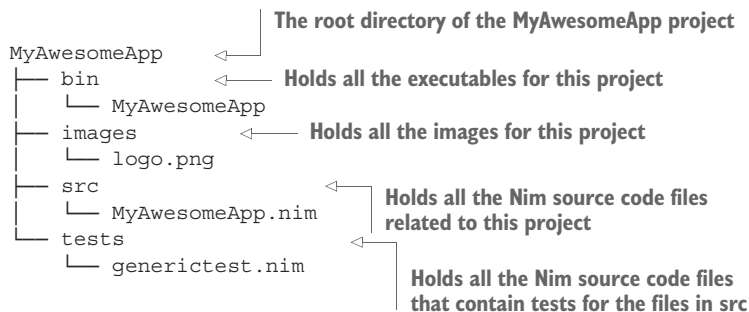 The root directory of the MyAwesomeApp project
MyAwesomeApp
bin
Holds all the executables for this project
MyAwesomeApp
images
Holds all the images for this project
logo.png
src
Holds all the Nim source code files
related to this project
MyAwesomeApp.nim
tests
generictest.nim
Holds all the Nim source code files
that contain tests for the files in src